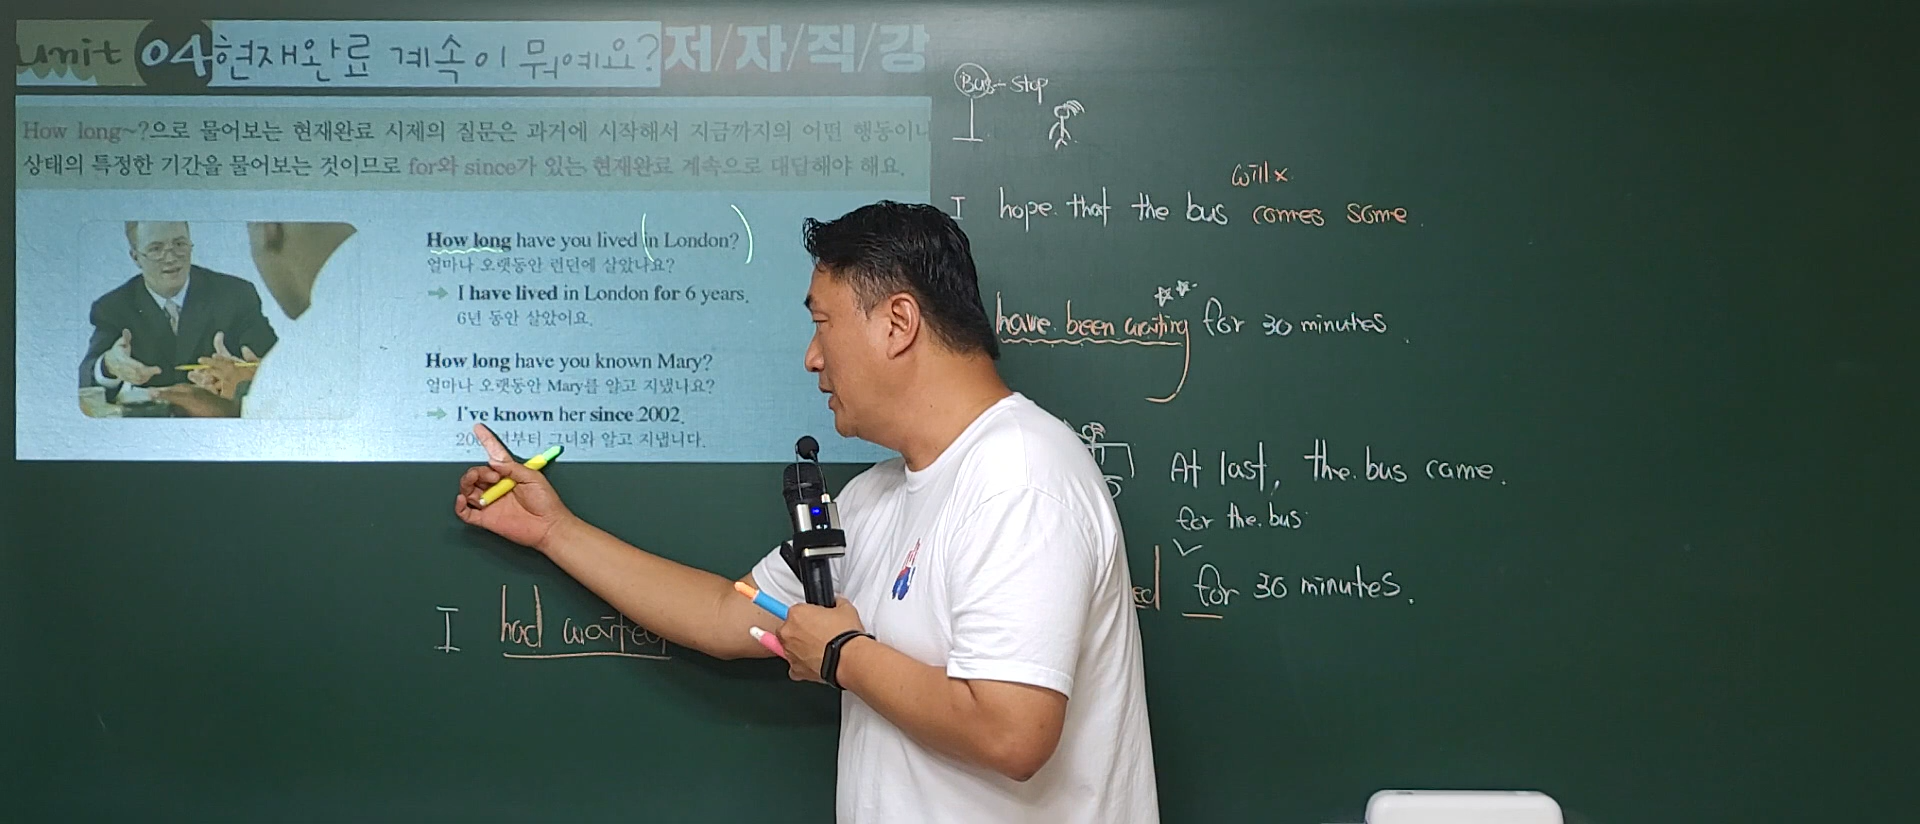 unit 04 현재완료 계속이 뭐예요? 저/자/직/강
How long~?으로 물어보는 현재완료 시제의 질문은 과거에 시작해서 지금까지의 어떤 행동이나
상태의 특정한 기간을 물어보는 것이므로 for와 since가 있는 현재완료 계속으로 대답해야 해요.
How long have you lived (in London?)
얼마나 오랫동안 런던에 살았나요?
→ I have lived in London for 6 years.
6년 동안 살았어요.
How long have you known Mary?
얼마나 오랫동안 Mary를 알고 지냈나요?
→ I've known her since 2002.
그녀와 알고 지냅니다.
I had waited
Bus-stop
will x
I hope that the bus comes some.
have been waiting for 30 minutes.
At last, the bus came.
for the bus
ed for 30 minutes.